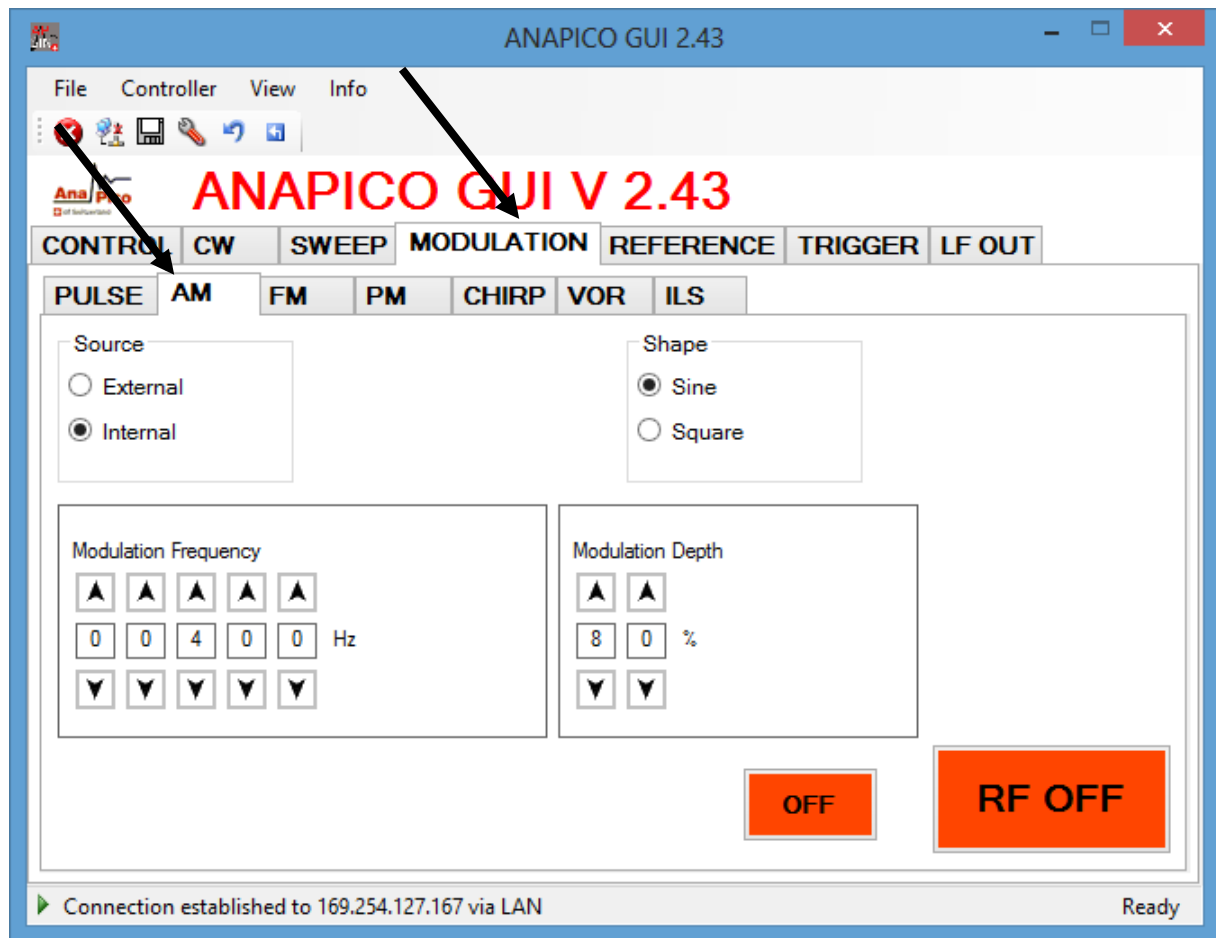 ANAPICO GUI 2.43
File Controller View Info
AnaPico
ANAPICO GUI V 2.43
CONTROL CW SWEEP MODULATION REFERENCE TRIGGER LF OUT
PULSE AM FM PM CHIRP VOR ILS
Source Shape
External Sine
Internal Square
Modulation Frequency Modulation Depth
0 0 4 0 0 Hz 8 0 %
OFF RF OFF
Connection established to 169.254.127.167 via LAN Ready